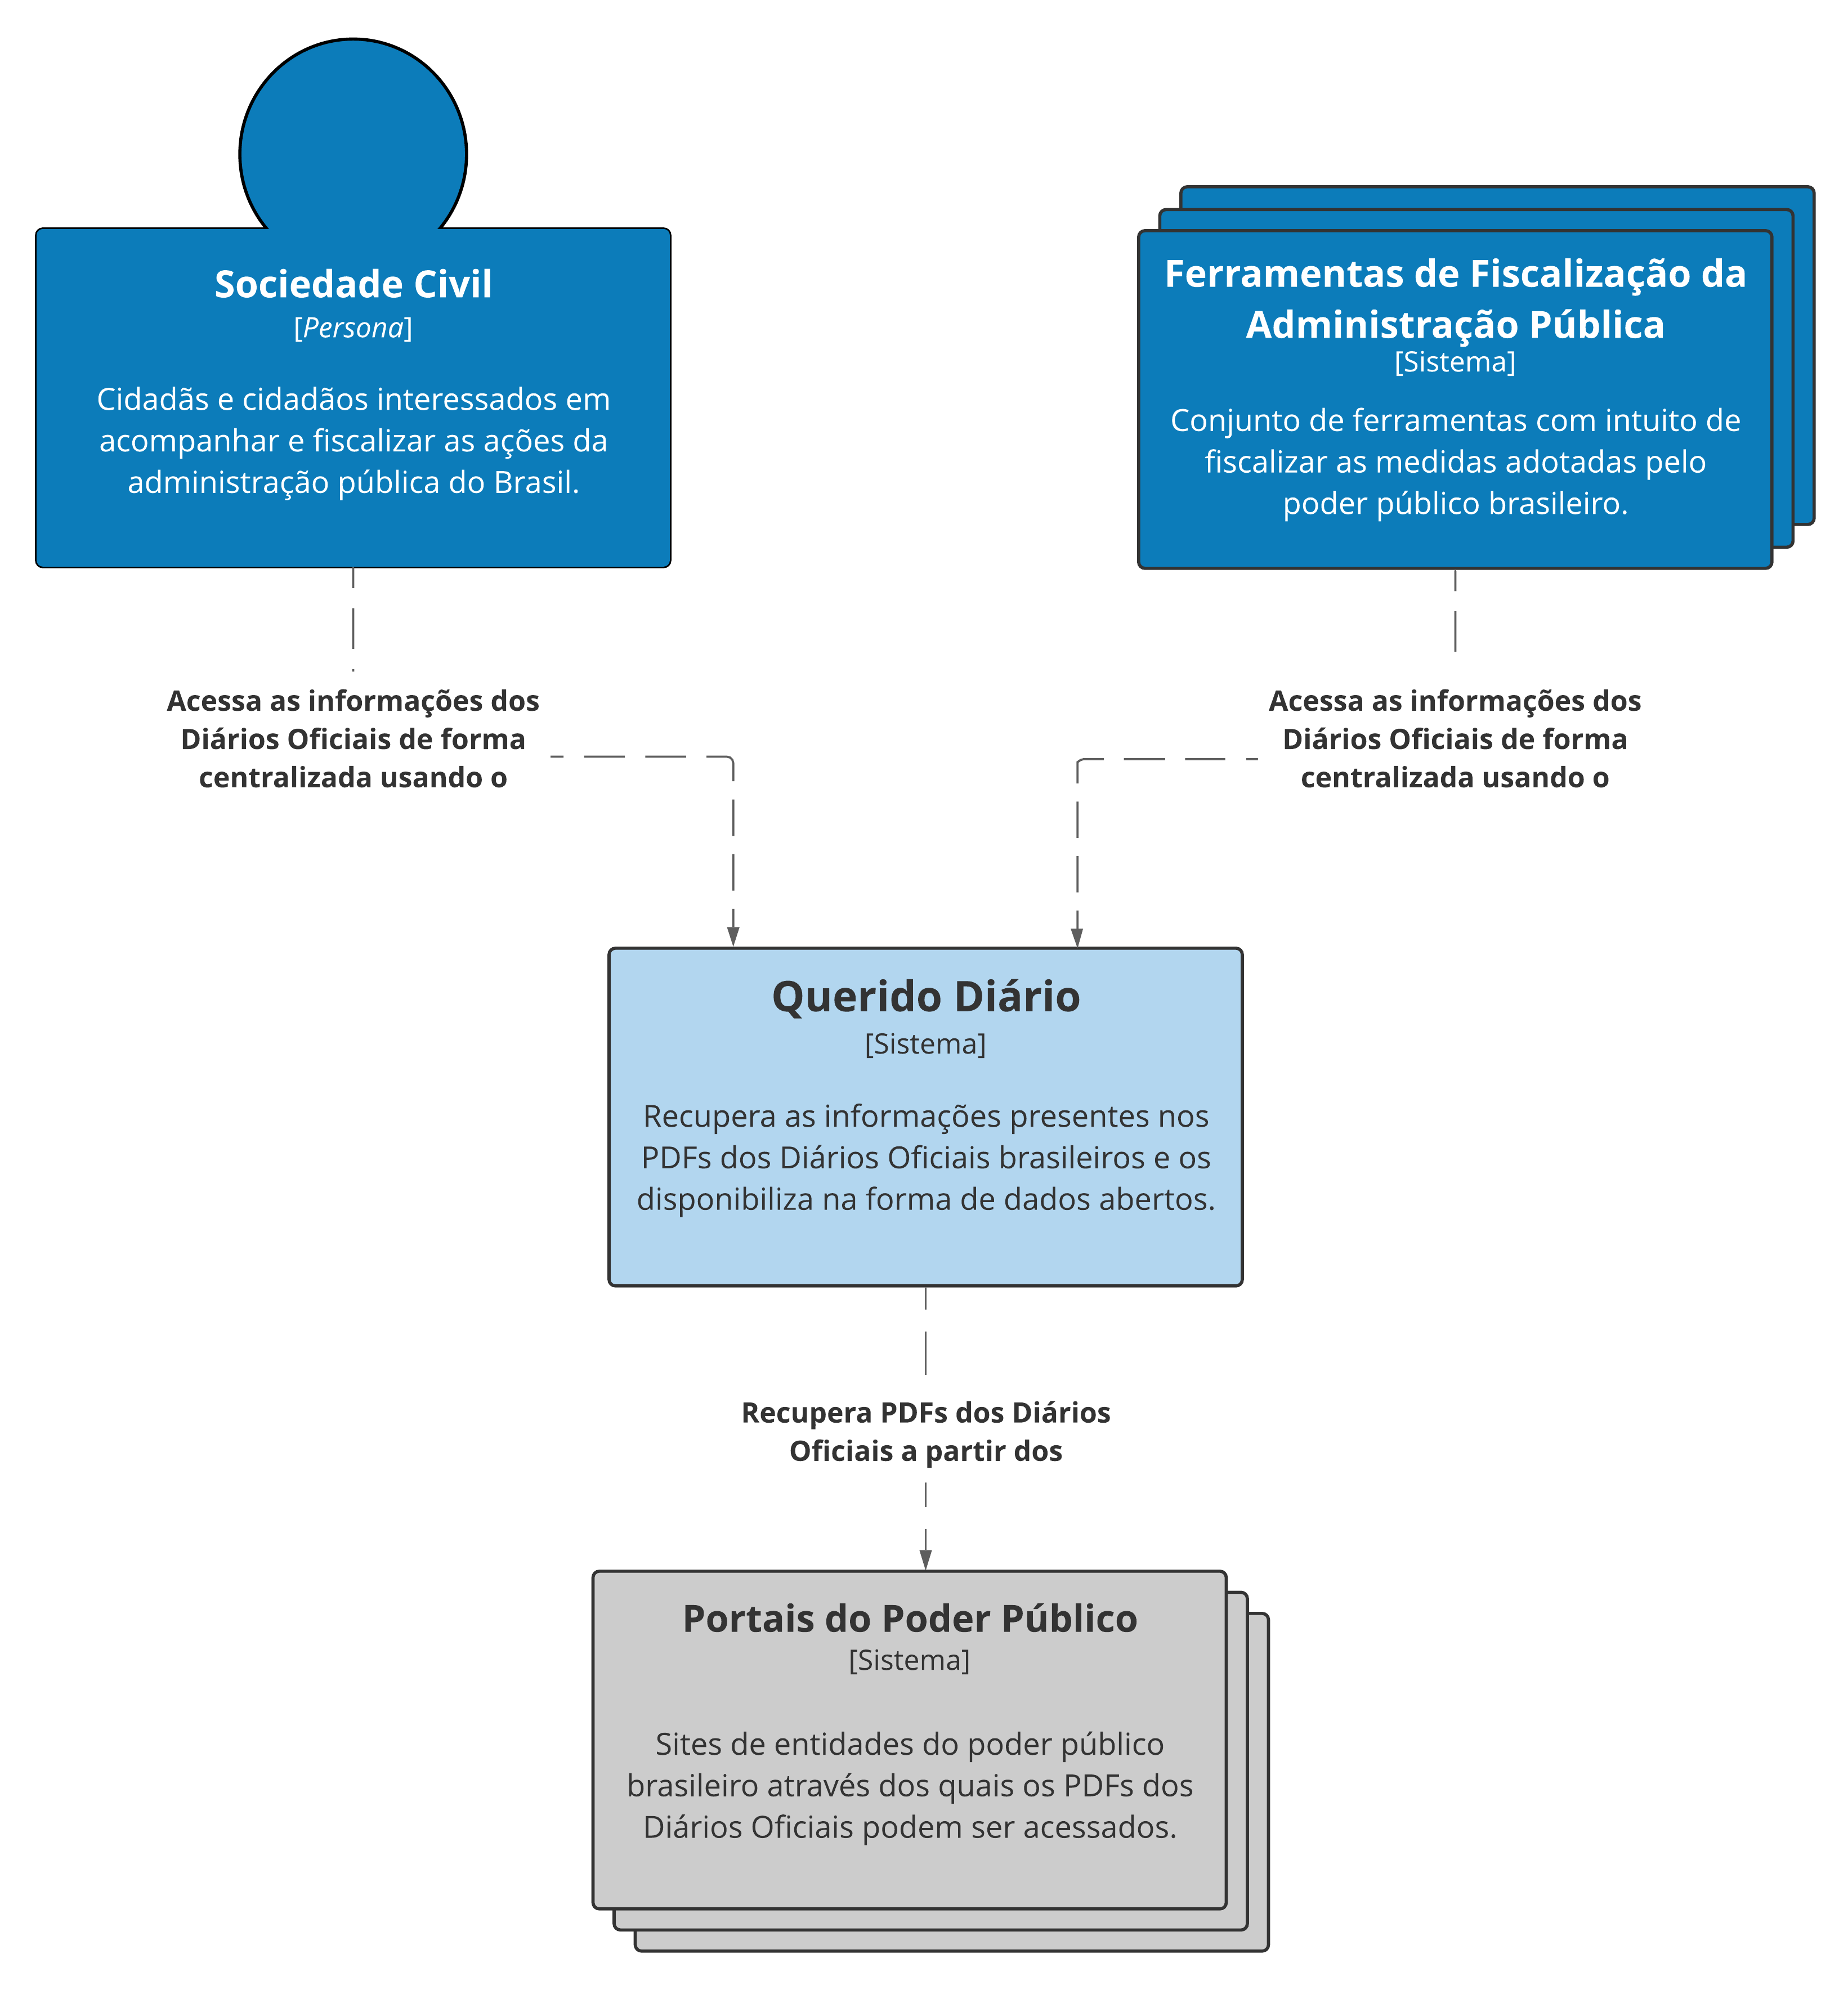 Sociedade Civil
[Persona]
Cidadãs e cidadãos interessados em
acompanhar e fiscalizar as ações da
administração pública do Brasil.
Ferramentas de Fiscalização da
Administração Pública
[Sistema]
Conjunto de ferramentas com intuito de
fiscalizar as medidas adotadas pelo
poder público brasileiro.
Acessa as informações dos
Diários Oficiais de forma
centralizada usando o
Acessa as informações dos
Diários Oficiais de forma
centralizada usando o
Querido Diário
[Sistema]
Recupera as informações presentes nos
PDFs dos Diários Oficiais brasileiros e os
disponibiliza na forma de dados abertos.
Recupera PDFs dos Diários
Oficiais a partir dos
Portais do Poder Público
[Sistema]
Sites de entidades do poder público
brasileiro através dos quais os PDFs dos
Diários Oficiais podem ser acessados.